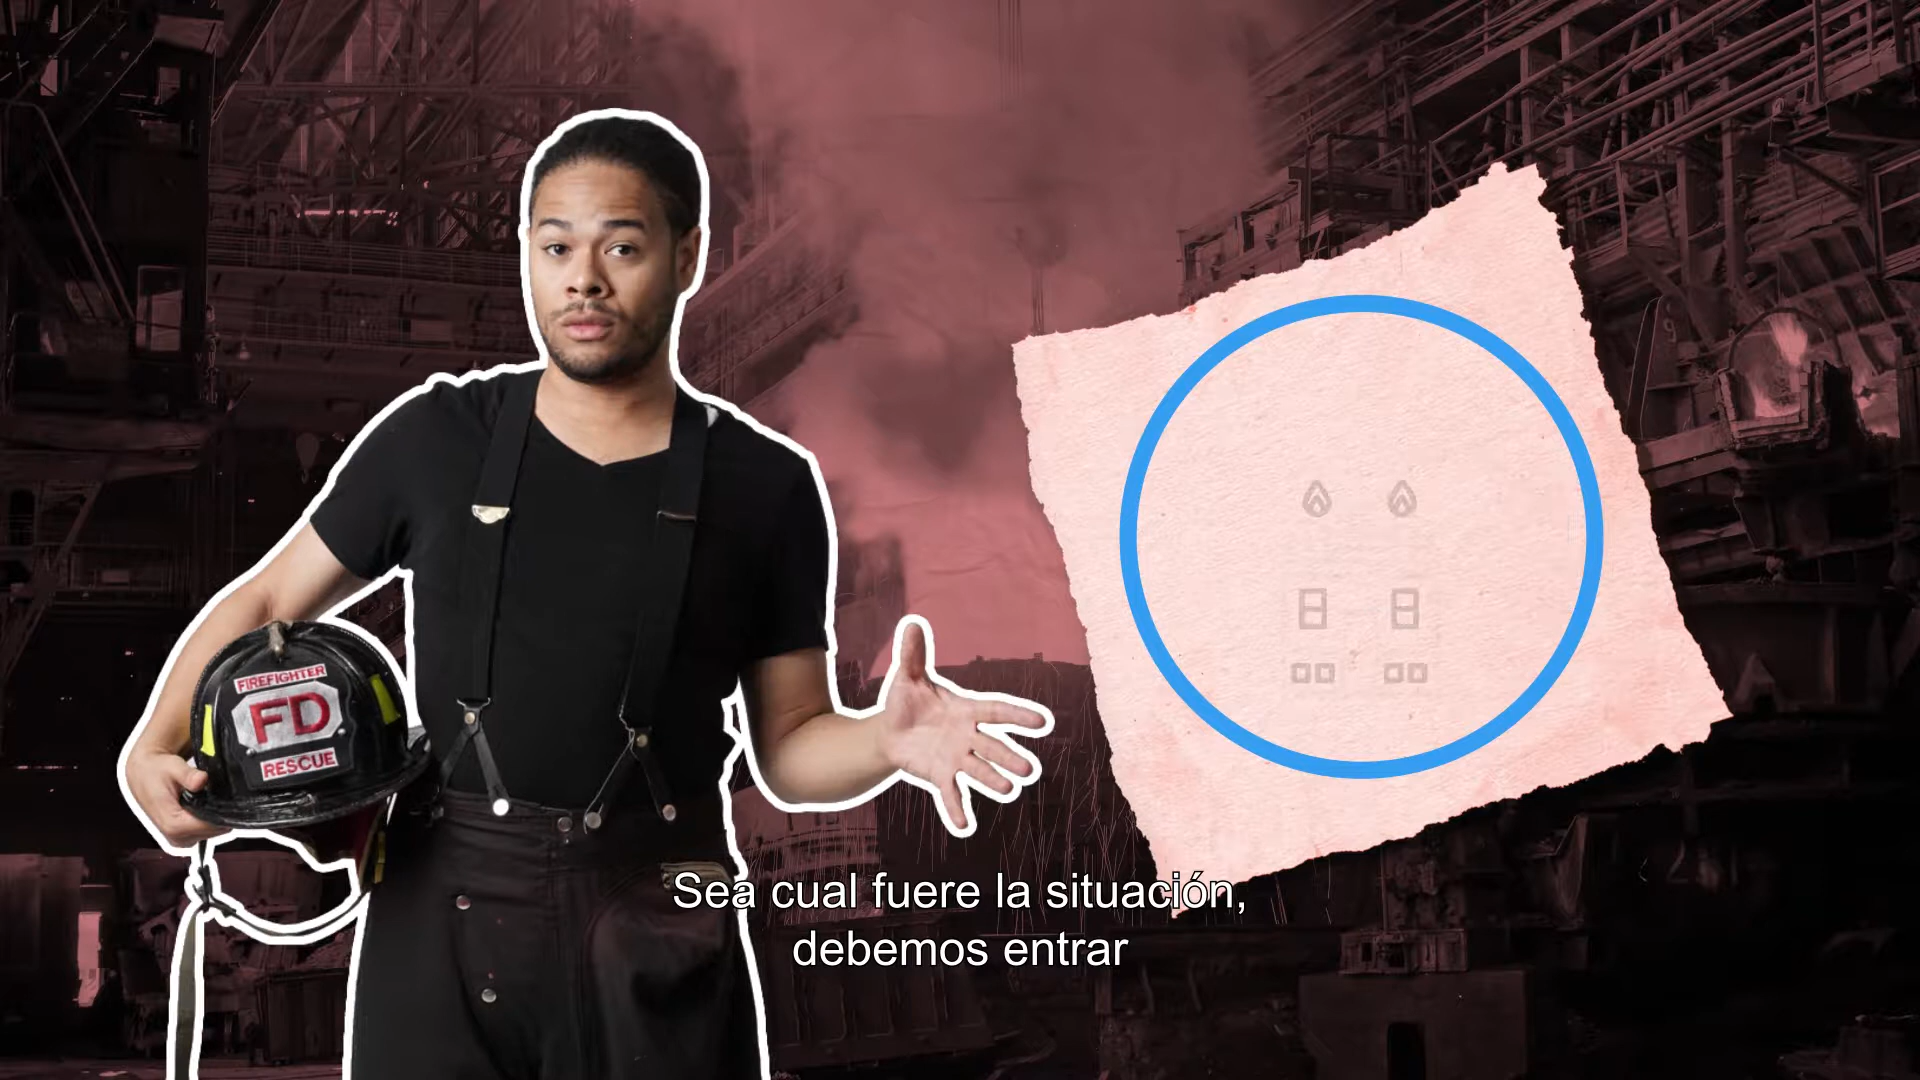 FIREFIGHTER
FD
RESCUE
Sea cual fuere la situación,
debemos entrar